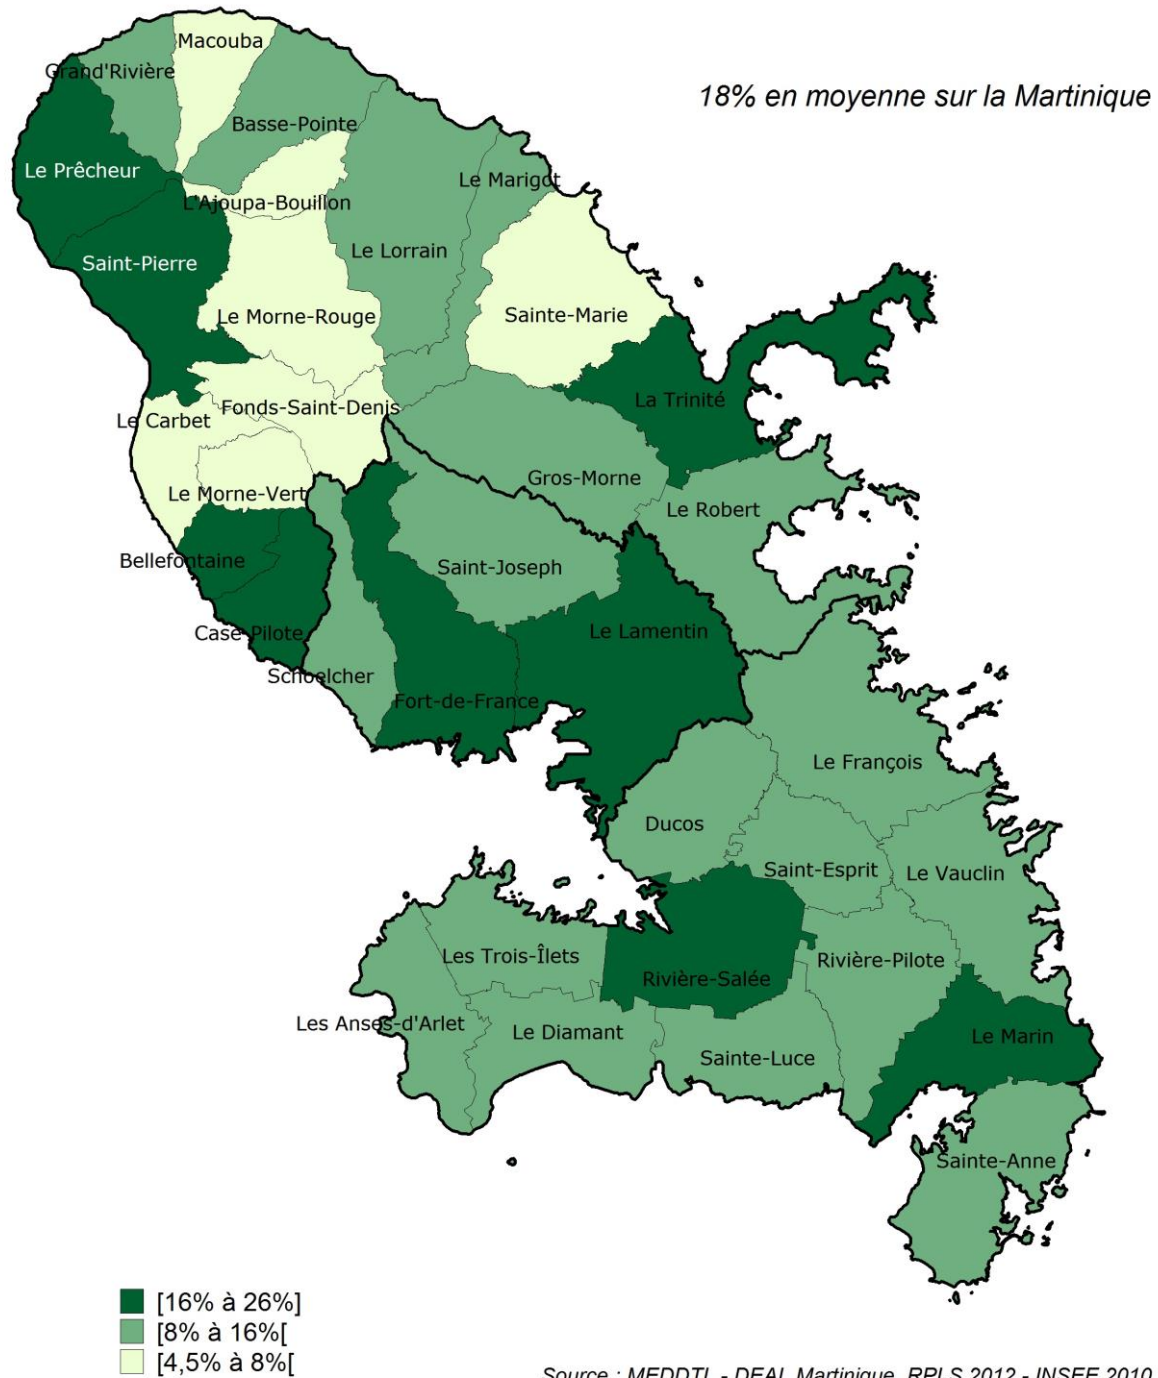 Macouba
Grand'Rivière
18% en moyenne sur la Martinique
Basse-Pointe
Le Prêcheur
Le Marigot
L'Ajoupa-Bouillon
Le Lorrain
Saint-Pierre
Le Morne-Rouge
Sainte-Marie
La Trinité
Fonds-Saint-Denis
Le Carbet
Gros-Morne
Le Morne-Vert
Le Robert
Bellefontaine
Saint-Joseph
Case-Pilote
Le Lamentin
Schoelcher
Fort-de-France
Le François
Ducos
Saint-Esprit
Le Vauclin
Les Trois-Îlets
Rivière-Pilote
Rivière-Salée
Les Anses-d'Arlet
Le Diamant
Le Marin
Sainte-Luce
Sainte-Anne
[16% à 26%]
[8% à 16%[
[4,5% à 8%[
Source : MEDDTL - DEAL Martinique, RPLS 2012 - INSEE 2010